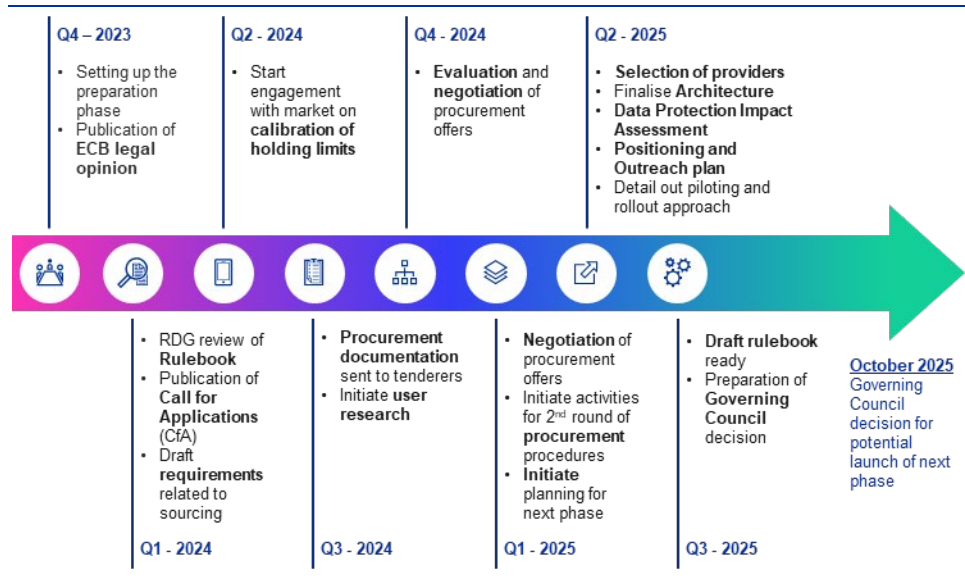 Q4 – 2023
• Setting up the
preparation
phase
• Publication of
ECB legal
opinion
Q2 - 2024
• Start
engagement
with market on
calibration of
holding limits
Q4 - 2024
• Evaluation and
negotiation of
procurement
offers
Q2 - 2025
• Selection of providers
• Finalise Architecture
• Data Protection Impact
Assessment
• Positioning and
Outreach plan
• Detail out piloting and
rollout approach
• RDG review of
Rulebook
• Publication of
Call for
Applications
(CfA)
• Draft
requirements
related to
sourcing
Q1 - 2024
• Procurement
documentation
sent to tenderers
• Initiate user
research
Q3 - 2024
• Negotiation of
procurement
offers
• Initiate activities
for 2nd round of
procurement
procedures
• Initiate
planning for
next phase
Q1 - 2025
• Draft rulebook
ready
• Preparation of
Governing
Council
decision
Q3 - 2025
October 2025
Governing
Council
decision for
potential
launch of next
phase